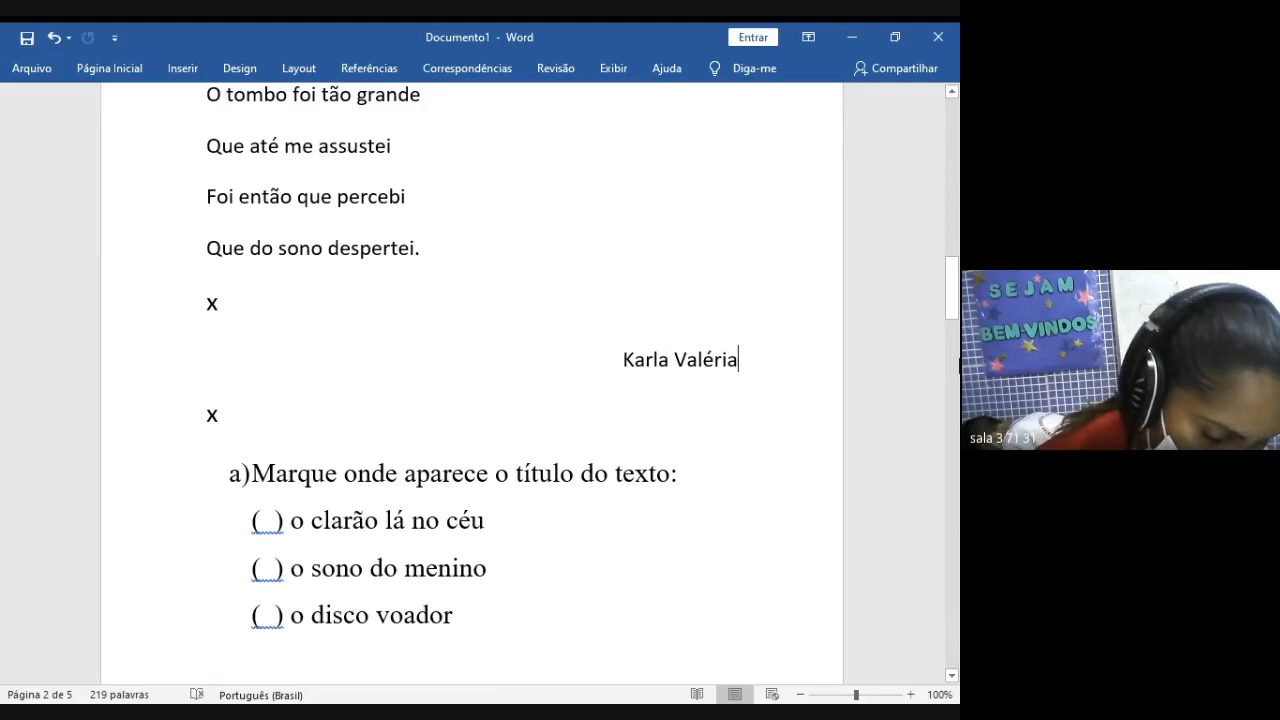 Documento1 - Word
Entrar
Arquivo
Página Inicial
Inserir
Design
Layout
Referências
Correspondências
Revisão
Exibir
Ajuda
Diga-me
Compartilhar
O tombo foi tão grande
Que até me assustei
Foi então que percebi
Que do sono despertei.
x
Karla Valéria
x
a)Marque onde aparece o título do texto:
( ) o clarão lá no céu
( ) o sono do menino
( ) o disco voador
Página 2 de 5
219 palavras
Português (Brasil)
100%
SEJAM
BEM-VINDOS
sala 3 71 31